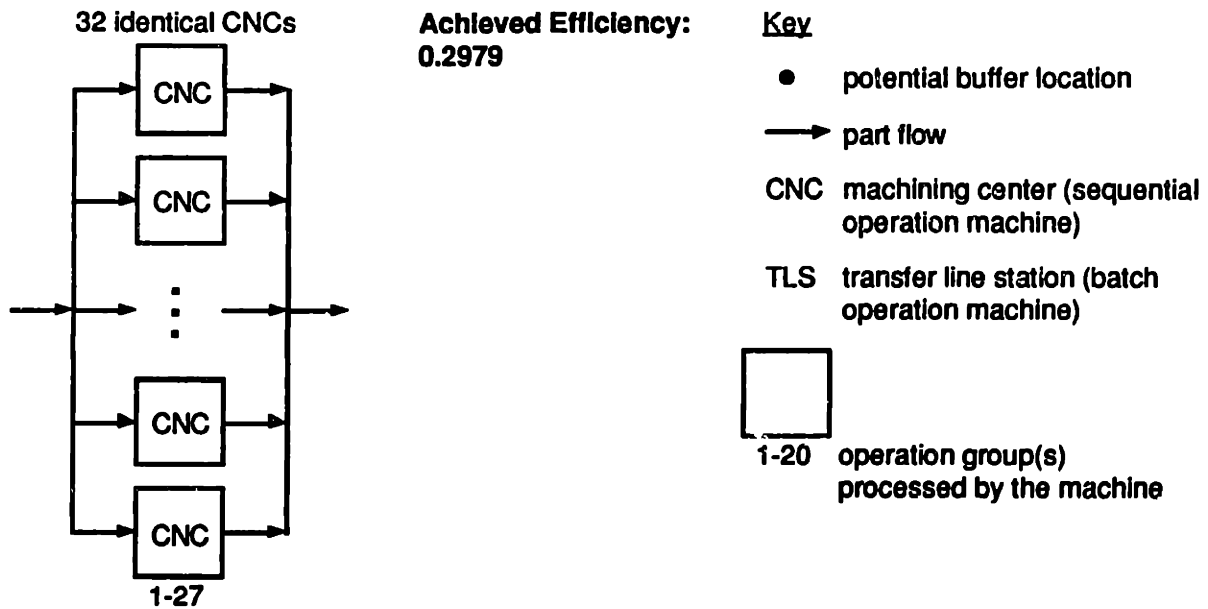 32 identical CNCs
CNC
CNC
CNC
CNC
1-27
Achieved Efficiency:
0.2979
Key
potential buffer location
part flow
CNC machining center (sequential
operation machine)
TLS transfer line station (batch
operation machine)
1-20 operation group(s)
processed by the machine